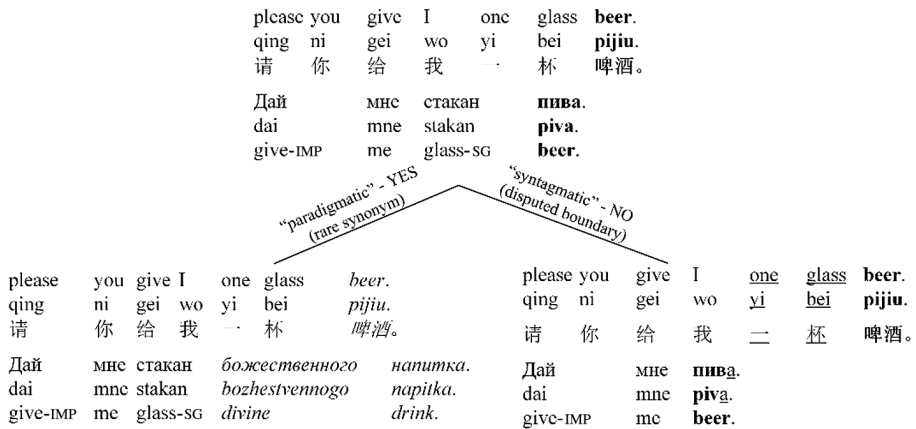 please you give I one glass beer.
qing ni gei wo yi bei pijiu.
请 你 给 我 一 杯 啤酒。
Дай мне стакан пива.
dai mne stakan piva.
give-IMP me glass-SG beer.
"paradigmatic" - YES
(rare synonym)
"syntagmatic" - NO
(disputed boundary)
please you give I one glass beer.
qing ni gei wo yi bei pijiu.
请 你 给 我 一 杯 啤酒。
Дай мне стакан божественного напитка.
dai mne stakan bozhestvennogo napitka.
give-IMP me glass-SG divine drink.
please you give I one glass beer.
qing ni gei wo yi bei pijiu.
请 你 给 我 一 杯 啤酒。
Дай мне пива.
dai mne piva.
give-IMP me beer.